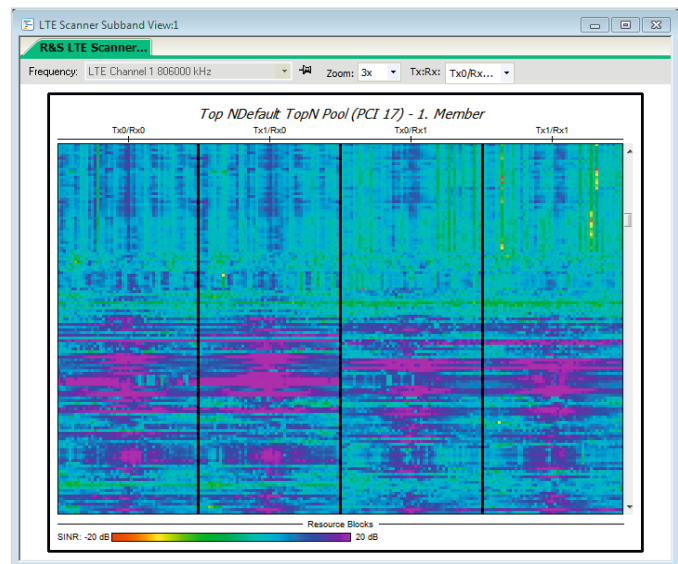 LTE Scanner Subband View:1
R&S LTE Scanner...
Frequency: LTE Channel 1 806000 kHz Zoom: 3x Tx:Rx: Tx0/Rx...
Top NDefault TopN Pool (PCI 17) - 1. Member
Tx0/Rx0 Tx1/Rx0 Tx0/Rx1 Tx1/Rx1
Resource Blocks
SINR: -20 dB 20 dB